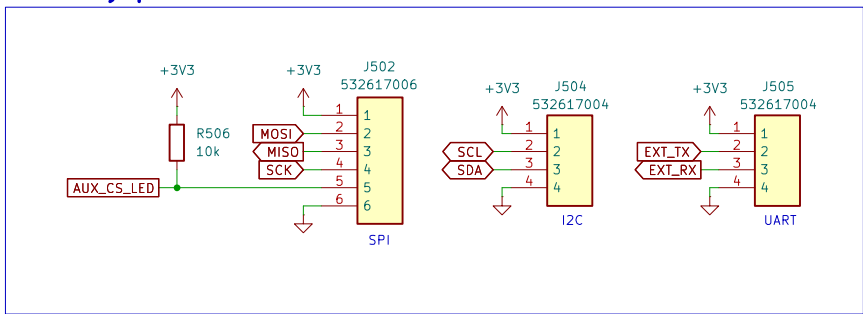 +3V3
R506
10k
AUX_CS_LED
+3V3
J502
532617006
MOSI
MISO
SCK
1 1
2 2
3 3
4 4
5 5
6 6
SPI
+3V3
J504
532617004
SCL
SDA
1 1
2 2
3 3
4 4
I2C
+3V3
J505
532617004
EXT_TX
EXT_RX
1 1
2 2
3 3
4 4
UART